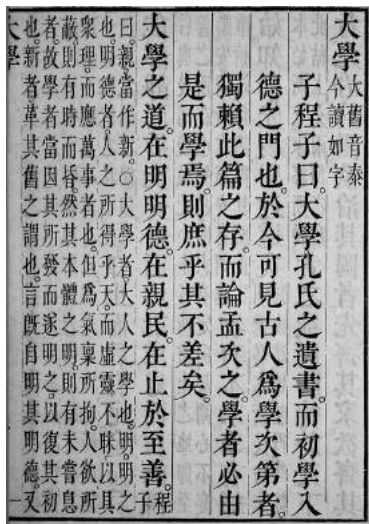 大學
大舊音泰
今讀如字
子程子曰。大學孔氏之遺書。而初學入
德之門也。於今可見古人爲學次第者。
獨賴此篇之存。而論孟次之。學者必由
是而學焉。則庶乎其不差矣。
大學之道。在明明德。在親民。在止於至善。
程
子
曰。親當作新。○大學者大人之學也。明。明之
也。明德者。人之所得乎天。而虛靈不昧。以具
衆理。而應萬事者也。但爲氣稟所拘。人欲所
蔽。則有時而昏。然其本體之明。則有未嘗息
者。故學者當因其所發而遂明之。以復其初
也。新者革其舊之謂也。言旣自明其明德。又
大學
一